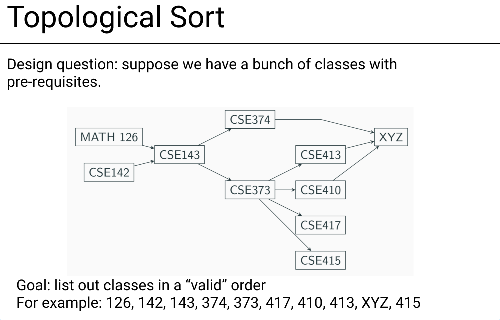 Topological Sort
Design question: suppose we have a bunch of classes with
pre-requisites.
CSE374
MATH 126
XYZ
CSE143
CSE413
CSE142
CSE373
CSE410
CSE417
CSE415
Goal: list out classes in a “valid” order
For example: 126, 142, 143, 374, 373, 417, 410, 413, XYZ, 415